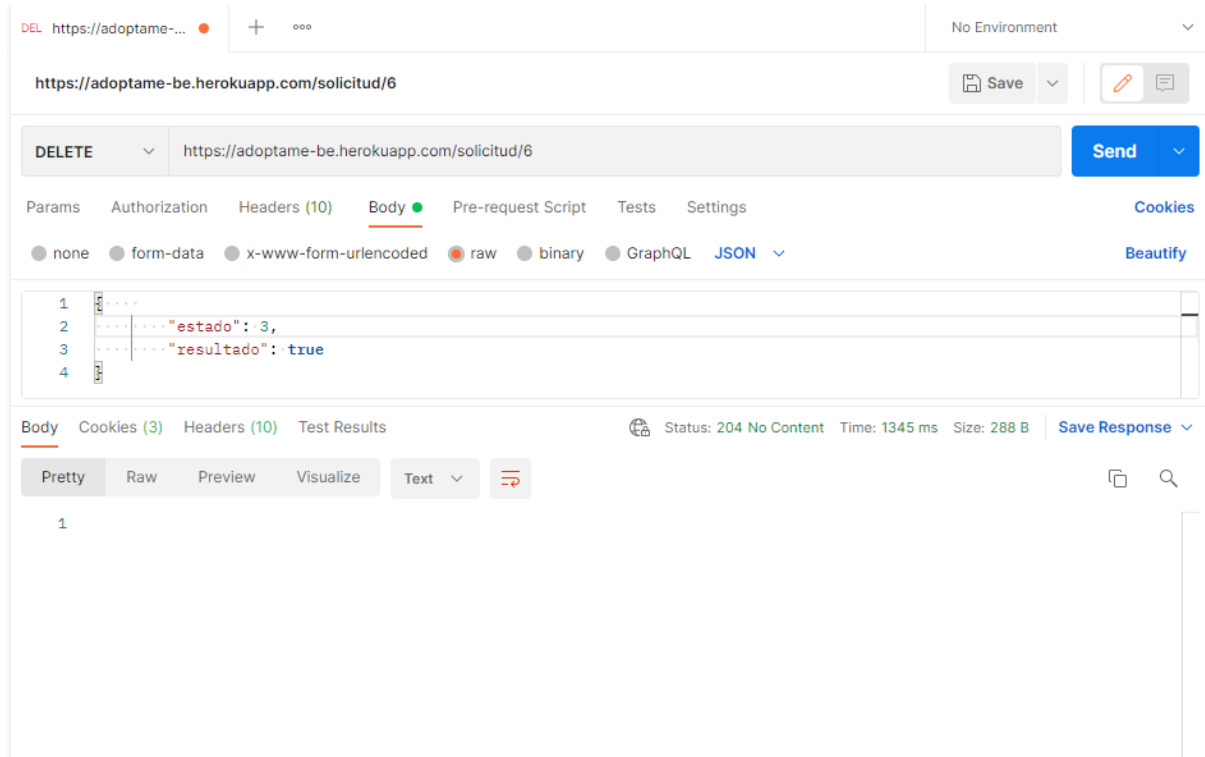 DEL https://adoptame-... No Environment
https://adoptame-be.herokuapp.com/solicitud/6 Save
DELETE https://adoptame-be.herokuapp.com/solicitud/6 Send
Params Authorization Headers (10) Body Pre-request Script Tests Settings Cookies
none form-data x-www-form-urlencoded raw binary GraphQL JSON Beautify
1 {
2 "estado": 3,
3 "resultado": true
4 }
Body Cookies (3) Headers (10) Test Results Status: 204 No Content Time: 1345 ms Size: 288 B Save Response
Pretty Raw Preview Visualize Text
1